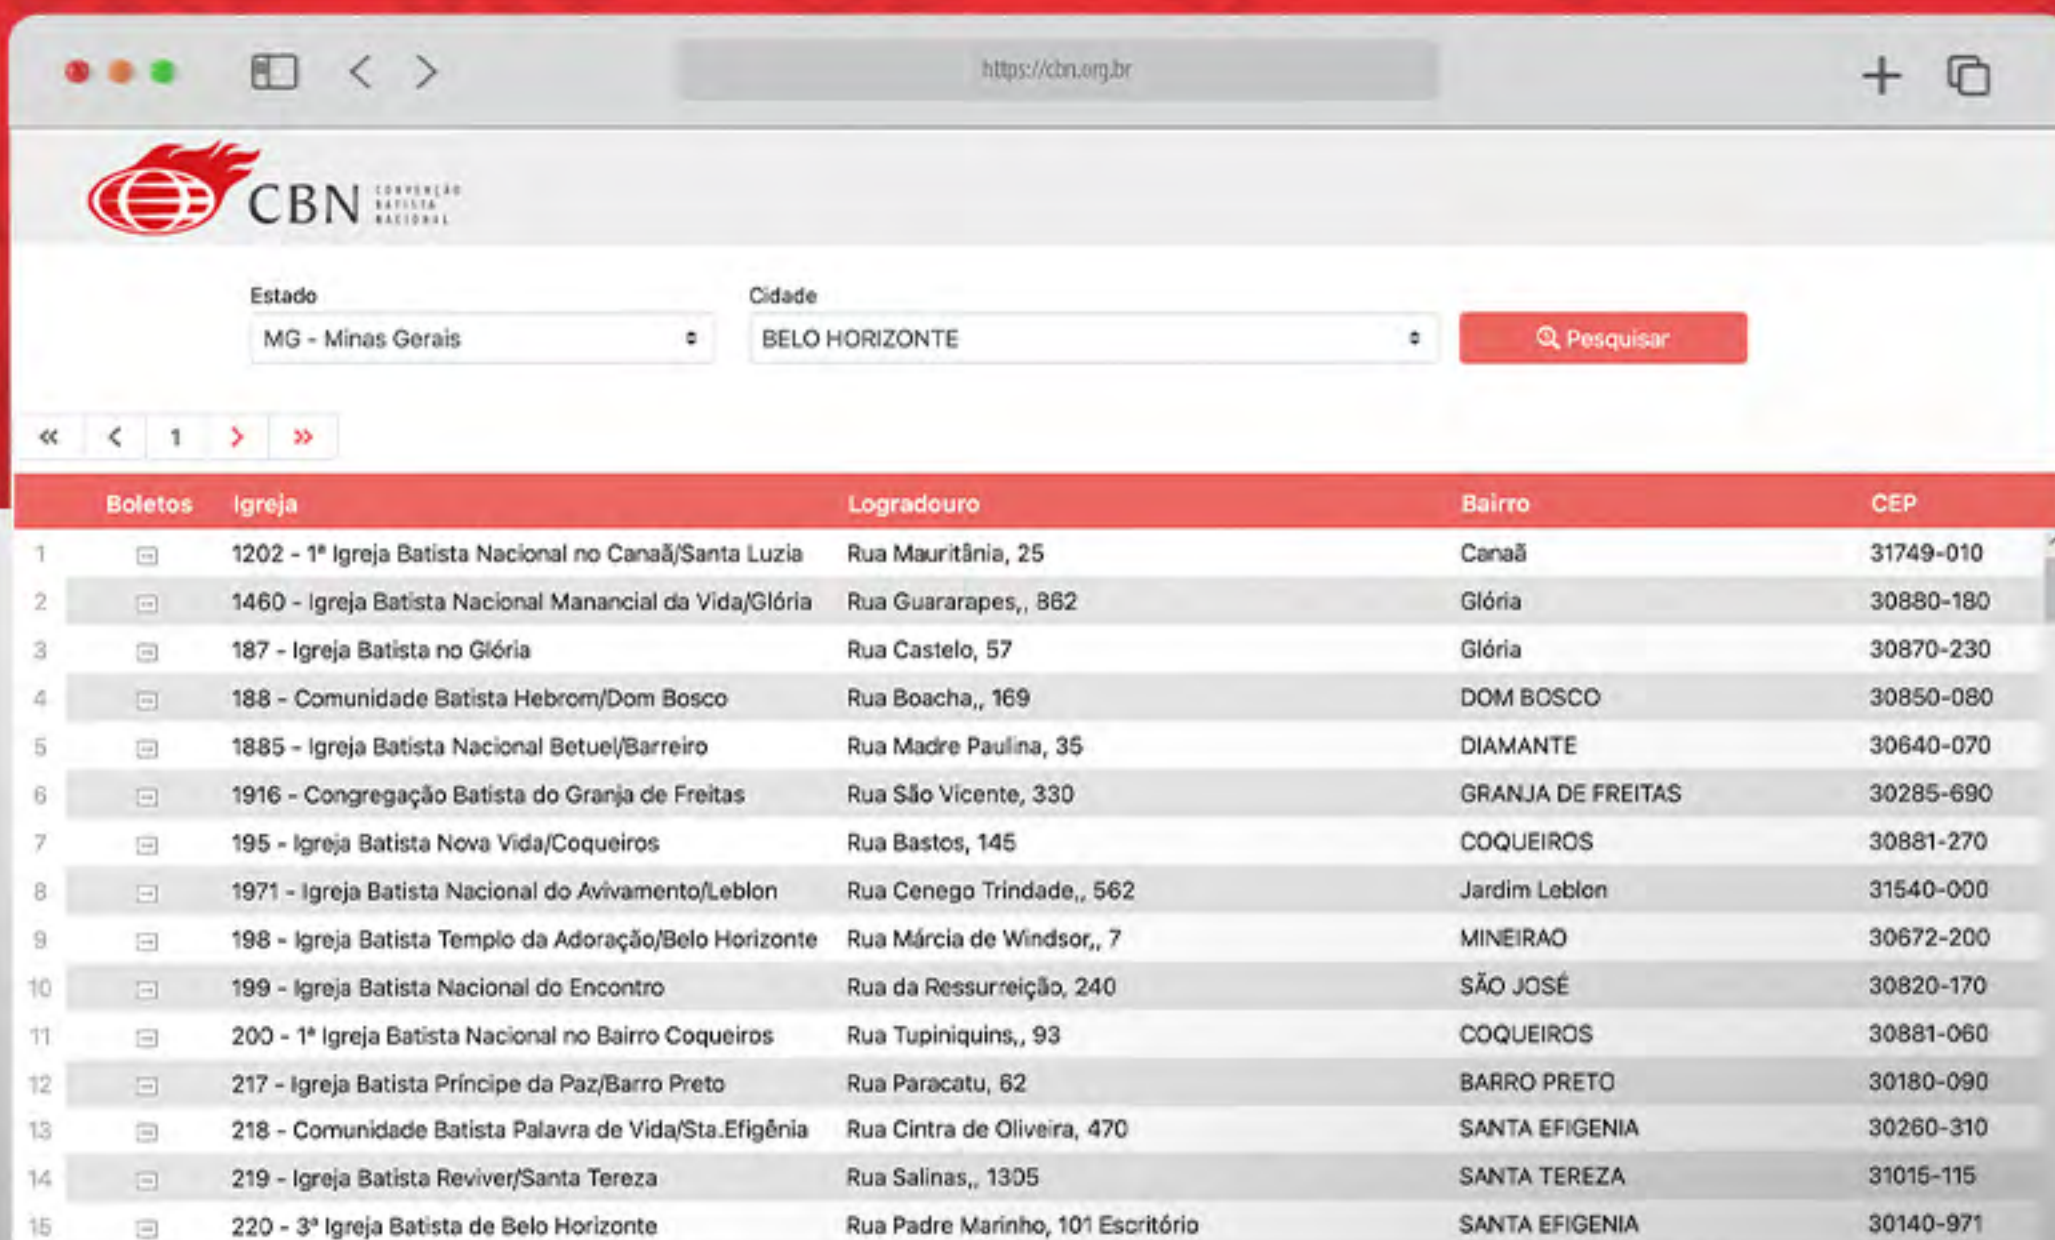 https://cbn.org.br
CBN CONVENÇÃO
BATISTA
NACIONAL
Estado Cidade
MG - Minas Gerais BELO HORIZONTE Pesquisar
« < 1 > »
Boletos Igreja Logradouro Bairro CEP
1 1202 - 1ª Igreja Batista Nacional no Canaã/Santa Luzia Rua Mauritânia, 25 Canaã 31749-010
2 1460 - Igreja Batista Nacional Manancial da Vida/Glória Rua Guararapes,, 862 Glória 30880-180
3 187 - Igreja Batista no Glória Rua Castelo, 57 Glória 30870-230
4 188 - Comunidade Batista Hebrom/Dom Bosco Rua Boacha,, 169 DOM BOSCO 30850-080
5 1885 - Igreja Batista Nacional Betuel/Barreiro Rua Madre Paulina, 35 DIAMANTE 30640-070
6 1916 - Congregação Batista do Granja de Freitas Rua São Vicente, 330 GRANJA DE FREITAS 30285-690
7 195 - Igreja Batista Nova Vida/Coqueiros Rua Bastos, 145 COQUEIROS 30881-270
8 1971 - Igreja Batista Nacional do Avivamento/Leblon Rua Cenego Trindade,, 562 Jardim Leblon 31540-000
9 198 - Igreja Batista Templo da Adoração/Belo Horizonte Rua Márcia de Windsor,, 7 MINEIRAO 30672-200
10 199 - Igreja Batista Nacional do Encontro Rua da Ressurreição, 240 SÃO JOSÉ 30820-170
11 200 - 1ª Igreja Batista Nacional no Bairro Coqueiros Rua Tupiniquins,, 93 COQUEIROS 30881-060
12 217 - Igreja Batista Príncipe da Paz/Barro Preto Rua Paracatu, 62 BARRO PRETO 30180-090
13 218 - Comunidade Batista Palavra de Vida/Sta.Efigênia Rua Cintra de Oliveira, 470 SANTA EFIGENIA 30260-310
14 219 - Igreja Batista Reviver/Santa Tereza Rua Salinas,, 1305 SANTA TEREZA 31015-115
15 220 - 3ª Igreja Batista de Belo Horizonte Rua Padre Marinho, 101 Escritório SANTA EFIGENIA 30140-971